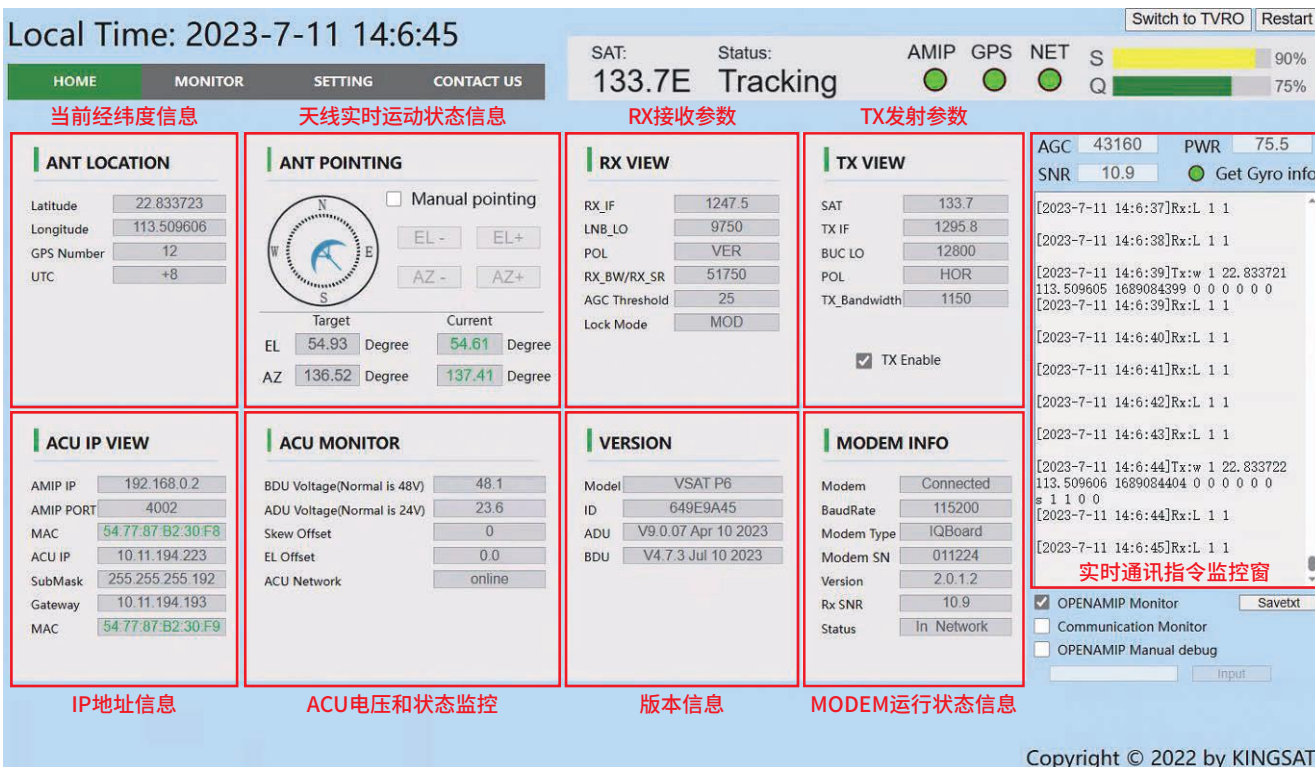 Local Time: 2023-7-11 14:6:45
Switch to TVRO Restart
HOME MONITOR SETTING CONTACT US
SAT: Status: AMIP GPS NET S 90%
133.7E Tracking Q 75%
当前经纬度信息 天线实时运动状态信息 RX接收参数 TX发射参数
ANT LOCATION
Latitude 22.833723
Longitude 113.509606
GPS Number 12
UTC +8
ANT POINTING
N
W E
S
Manual pointing
EL - EL+
AZ - AZ+
Target Current
EL 54.93 Degree 54.61 Degree
AZ 136.52 Degree 137.41 Degree
RX VIEW
RX_IF 1247.5
LNB_LO 9750
POL VER
RX_BW/RX_SR 51750
AGC Threshold 25
Lock Mode MOD
TX VIEW
SAT 133.7
TX IF 1295.8
BUC LO 12800
POL HOR
TX_Bandwidth 1150
TX Enable
AGC 43160 PWR 75.5
SNR 10.9 Get Gyro info
[2023-7-11 14:6:37]Rx:L 1 1
[2023-7-11 14:6:38]Rx:L 1 1
[2023-7-11 14:6:39]Tx:w 1 22.833721
113.509605 1689084399 0 0 0 0 0 0
[2023-7-11 14:6:39]Rx:L 1 1
[2023-7-11 14:6:40]Rx:L 1 1
[2023-7-11 14:6:41]Rx:L 1 1
[2023-7-11 14:6:42]Rx:L 1 1
[2023-7-11 14:6:43]Rx:L 1 1
[2023-7-11 14:6:44]Tx:w 1 22.833722
113.509606 1689084404 0 0 0 0 0 0
s 1 1 0 0
[2023-7-11 14:6:44]Rx:L 1 1
[2023-7-11 14:6:45]Rx:L 1 1
实时通讯指令监控窗
ACU IP VIEW
AMIP IP 192.168.0.2
AMIP PORT 4002
MAC 54:77:87:B2:30:F8
ACU IP 10.11.194.223
SubMask 255.255.255.192
Gateway 10.11.194.193
MAC 54:77:87:B2:30:F9
ACU MONITOR
BDU Voltage(Normal is 48V) 48.1
ADU Voltage(Normal is 24V) 23.6
Skew Offset 0
EL Offset 0.0
ACU Network online
VERSION
Model VSAT P6
ID 649E9A45
ADU V9.0.07 Apr 10 2023
BDU V4.7.3 Jul 10 2023
MODEM INFO
Modem Connected
BaudRate 115200
Modem Type IQBoard
Modem SN 011224
Version 2.0.1.2
Rx SNR 10.9
Status In Network
OPENAMIP Monitor Savetxt
Communication Monitor
OPENAMIP Manual debug
Input
IP地址信息 ACU电压和状态监控 版本信息 MODEM运行状态信息
Copyright © 2022 by KINGSAT